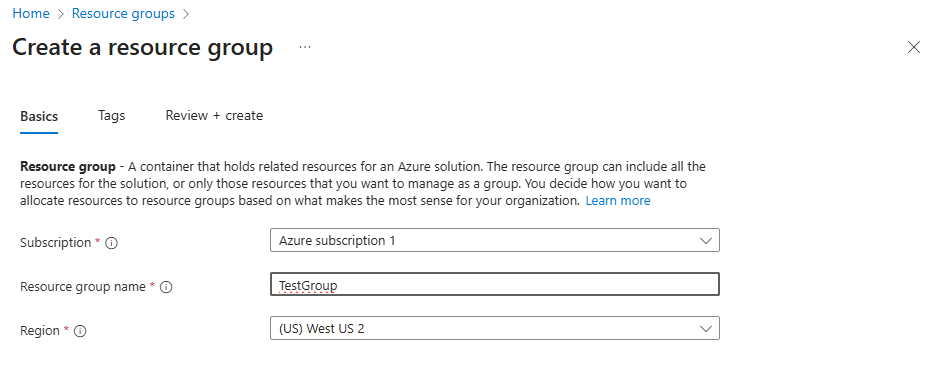 Home > Resource groups >
Create a resource group ...
Basics Tags Review + create
Resource group - A container that holds related resources for an Azure solution. The resource group can include all the
resources for the solution, or only those resources that you want to manage as a group. You decide how you want to
allocate resources to resource groups based on what makes the most sense for your organization. Learn more
Subscription * Azure subscription 1
Resource group name * TestGroup
Region * (US) West US 2